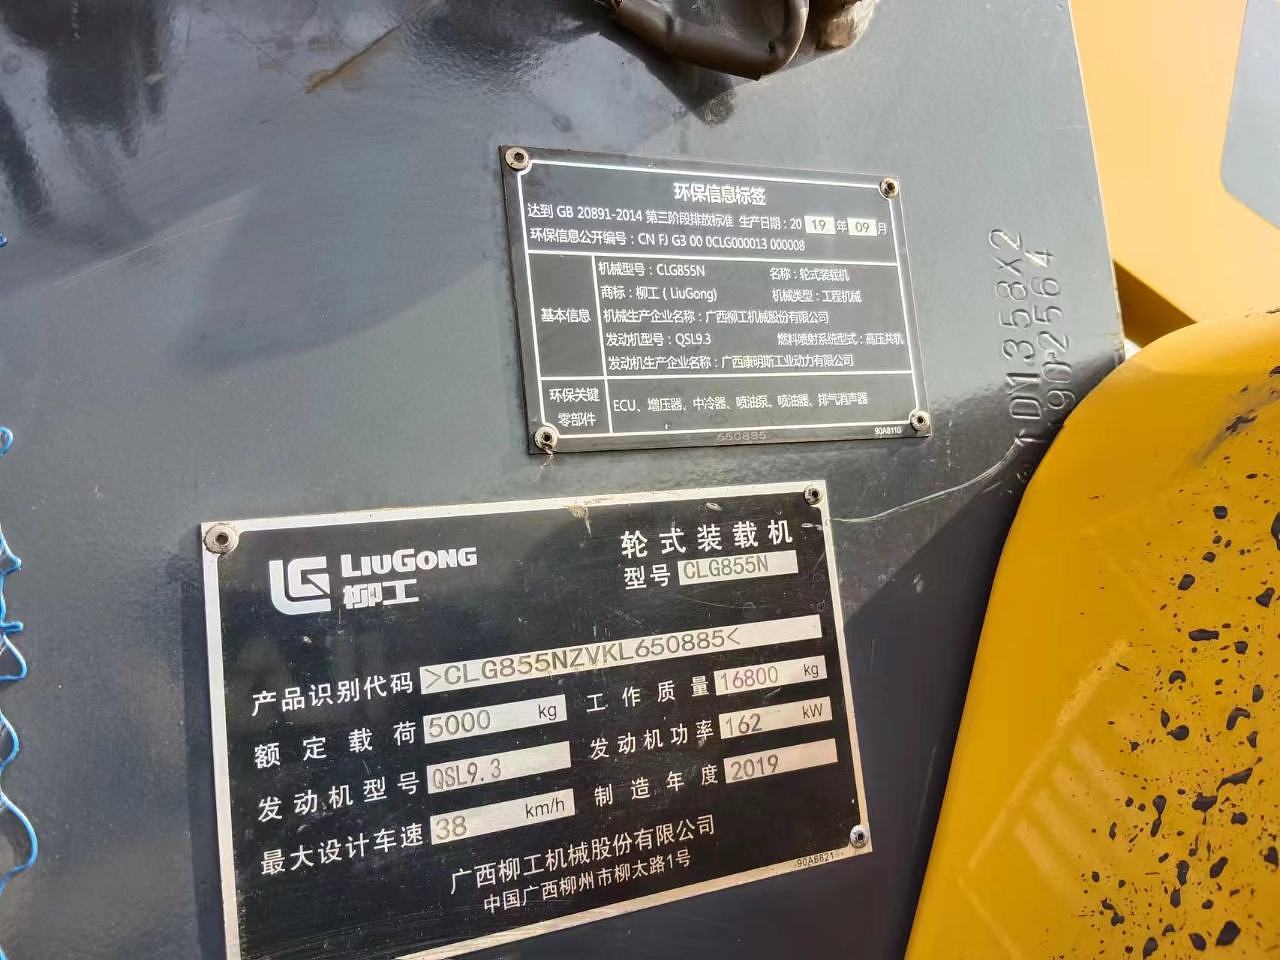 环保信息标签
达到 GB 20891-2014 第三阶段排放标准 生产日期：20 19 年 09 月
环保信息公开编号：CN FJ G3 00 0CLG000013 000008
基本信息
机械型号：CLG855N 名称：轮式装载机
商标：柳工（LiuGong） 机械类型：工程机械
机械生产企业名称：广西柳工机械股份有限公司
发动机型号：QSL9.3 燃料喷射系统型式：高压共轨
发动机生产企业名称：广西康明斯工业动力有限公司
环保关键
零部件
ECU、增压器、中冷器、喷油泵、喷油器、排气消声器
650885
90A8110
D1358X2
902564
LG LIUGONG
柳工
轮式装载机
型号 CLG855N
产品识别代码 >CLG855NZVKL650885<
额定载荷 5000 kg 工作质量 16800 kg
发动机型号 QSL9.3 发动机功率 162 kW
最大设计车速 38 km/h 制造年度 2019
广西柳工机械股份有限公司
中国广西柳州市柳太路1号
90A8821